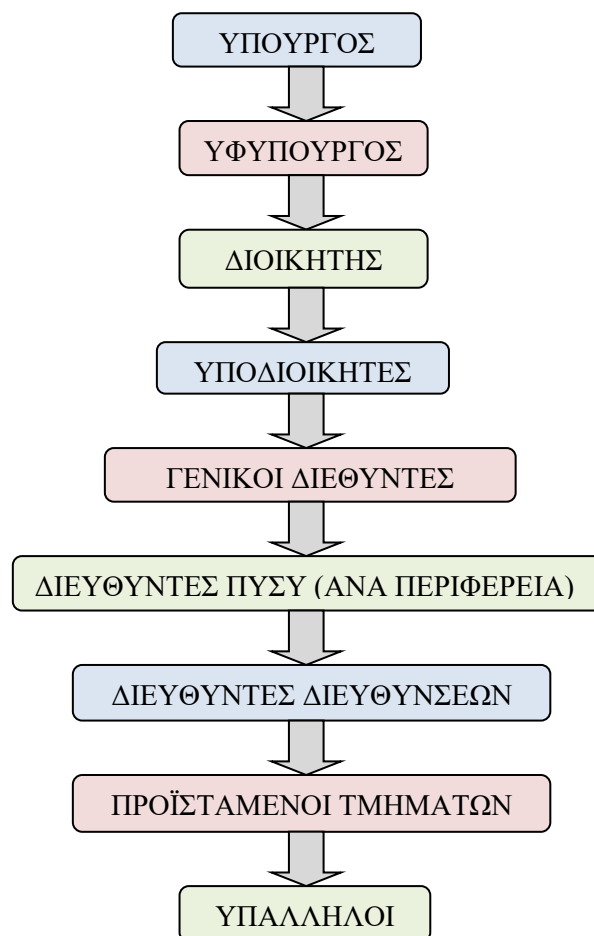 ΥΠΟΥΡΓΟΣ
ΥΦΥΠΟΥΡΓΟΣ
ΔΙΟΙΚΗΤΗΣ
ΥΠΟΔΙΟΙΚΗΤΕΣ
ΓΕΝΙΚΟΙ ΔΙΕΘΥΝΤΕΣ
ΔΙΕΥΘΥΝΤΕΣ ΠΥΣΥ (ΑΝΑ ΠΕΡΙΦΕΡΕΙΑ)
ΔΙΕΥΘΥΝΤΕΣ ΔΙΕΥΘΥΝΣΕΩΝ
ΠΡΟΪΣΤΑΜΕΝΟΙ ΤΜΗΜΑΤΩΝ
ΥΠΑΛΛΗΛΟΙ